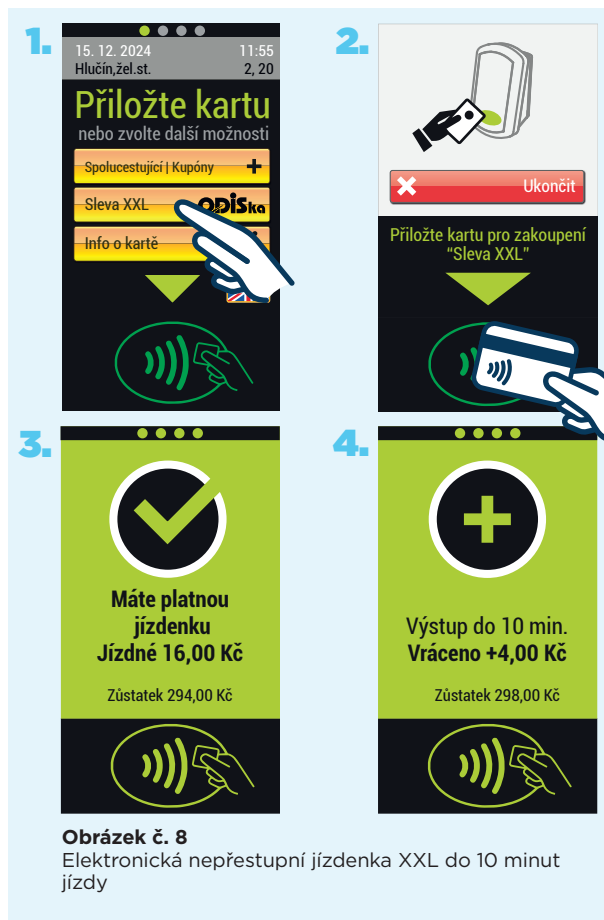 1.
15. 12. 2024 11:55
Hlučín,žel.st. 2, 20
Přiložte kartu
nebo zvolte další možnosti
Spolucestující | Kupóny +
Sleva XXL ODISka
Info o kartě
2.
Ukončit
Přiložte kartu pro zakoupení
“Sleva XXL”
3.
Máte platnou
jízdenku
Jízdné 16,00 Kč
Zůstatek 294,00 Kč
4.
Výstup do 10 min.
Vráceno +4,00 Kč
Zůstatek 298,00 Kč
Obrázek č. 8
Elektronická nepřestupní jízdenka XXL do 10 minut
jízdy